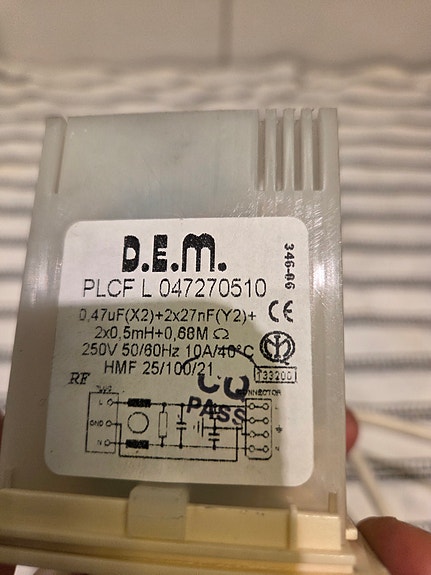 D.E.M.
PLCF L 047270510
346-06
0,47uF(X2)+2x27nF(Y2)+
CE
2x0,5mH+0,68M Ω
250V 50/60Hz 10A/40°C
HMF 25/100/21
133200
RF
PASS
L
GND
N